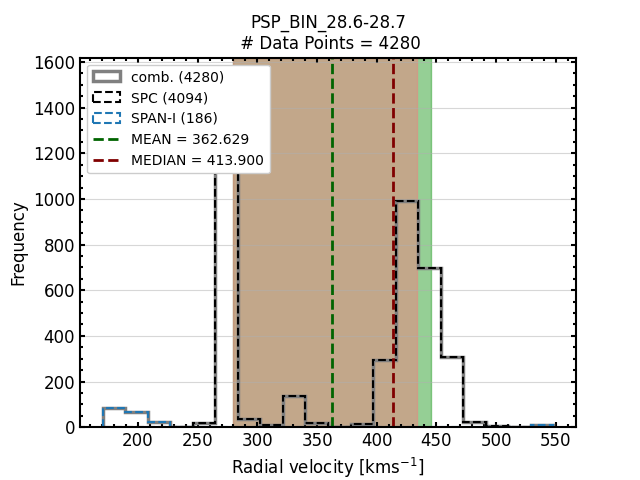 PSP_BIN_28.6-28.7
# Data Points = 4280
comb. (4280)
SPC (4094)
SPAN-I (186)
MEAN = 362.629
MEDIAN = 413.900
Frequency
1600
1400
1200
1000
800
600
400
200
0
200 250 300 350 400 450 500 550
Radial velocity [kms⁻¹]